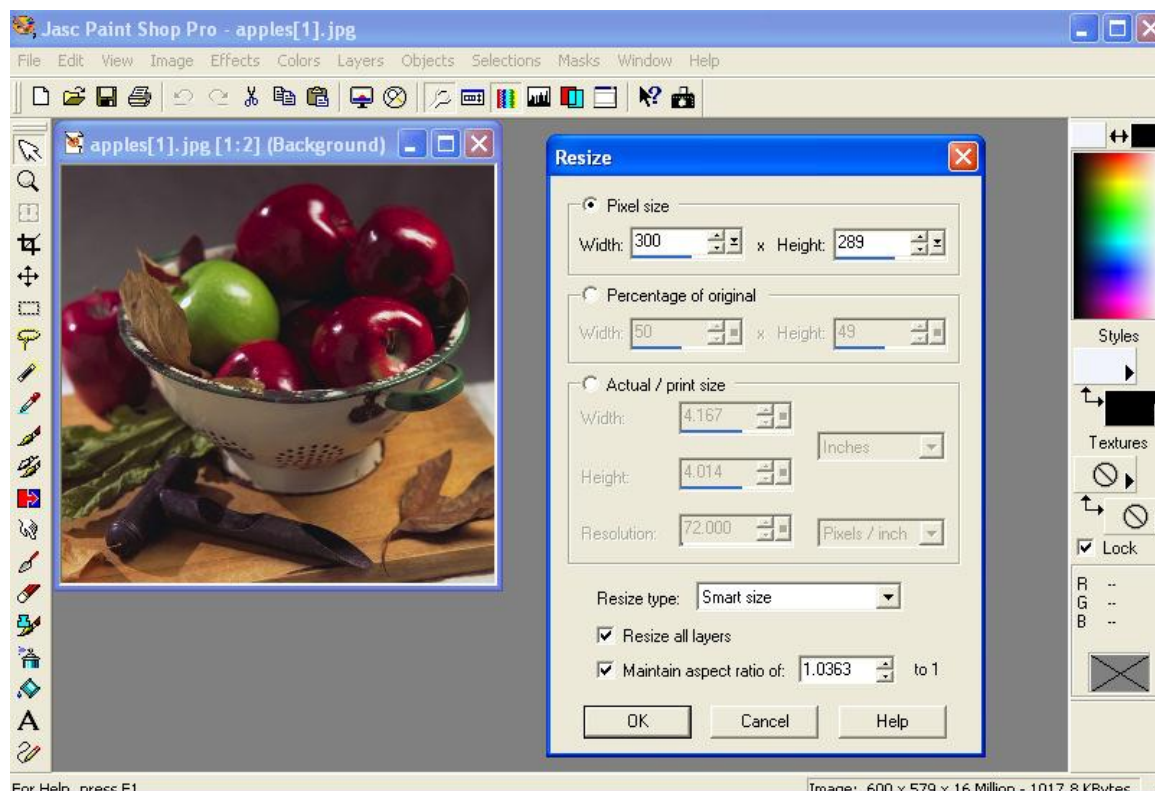 Jasc Paint Shop Pro - apples[1].jpg
File Edit View Image Effects Colors Layers Objects Selections Masks Window Help
apples[1].jpg [1:2] (Background)
Resize
Pixel size
Width: 300 x Height: 289
Percentage of original
Width: 50 x Height: 49
Actual / print size
Width: 4.167
Inches
Height: 4.014
Resolution: 72.000 Pixels / inch
Resize type: Smart size
Resize all layers
Maintain aspect ratio of: 1.0363 to 1
OK Cancel Help
Styles
Textures
Lock
R --
G --
B --
For Help, press F1
Image: 600 x 579 x 16 Million - 1017.8 KBytes